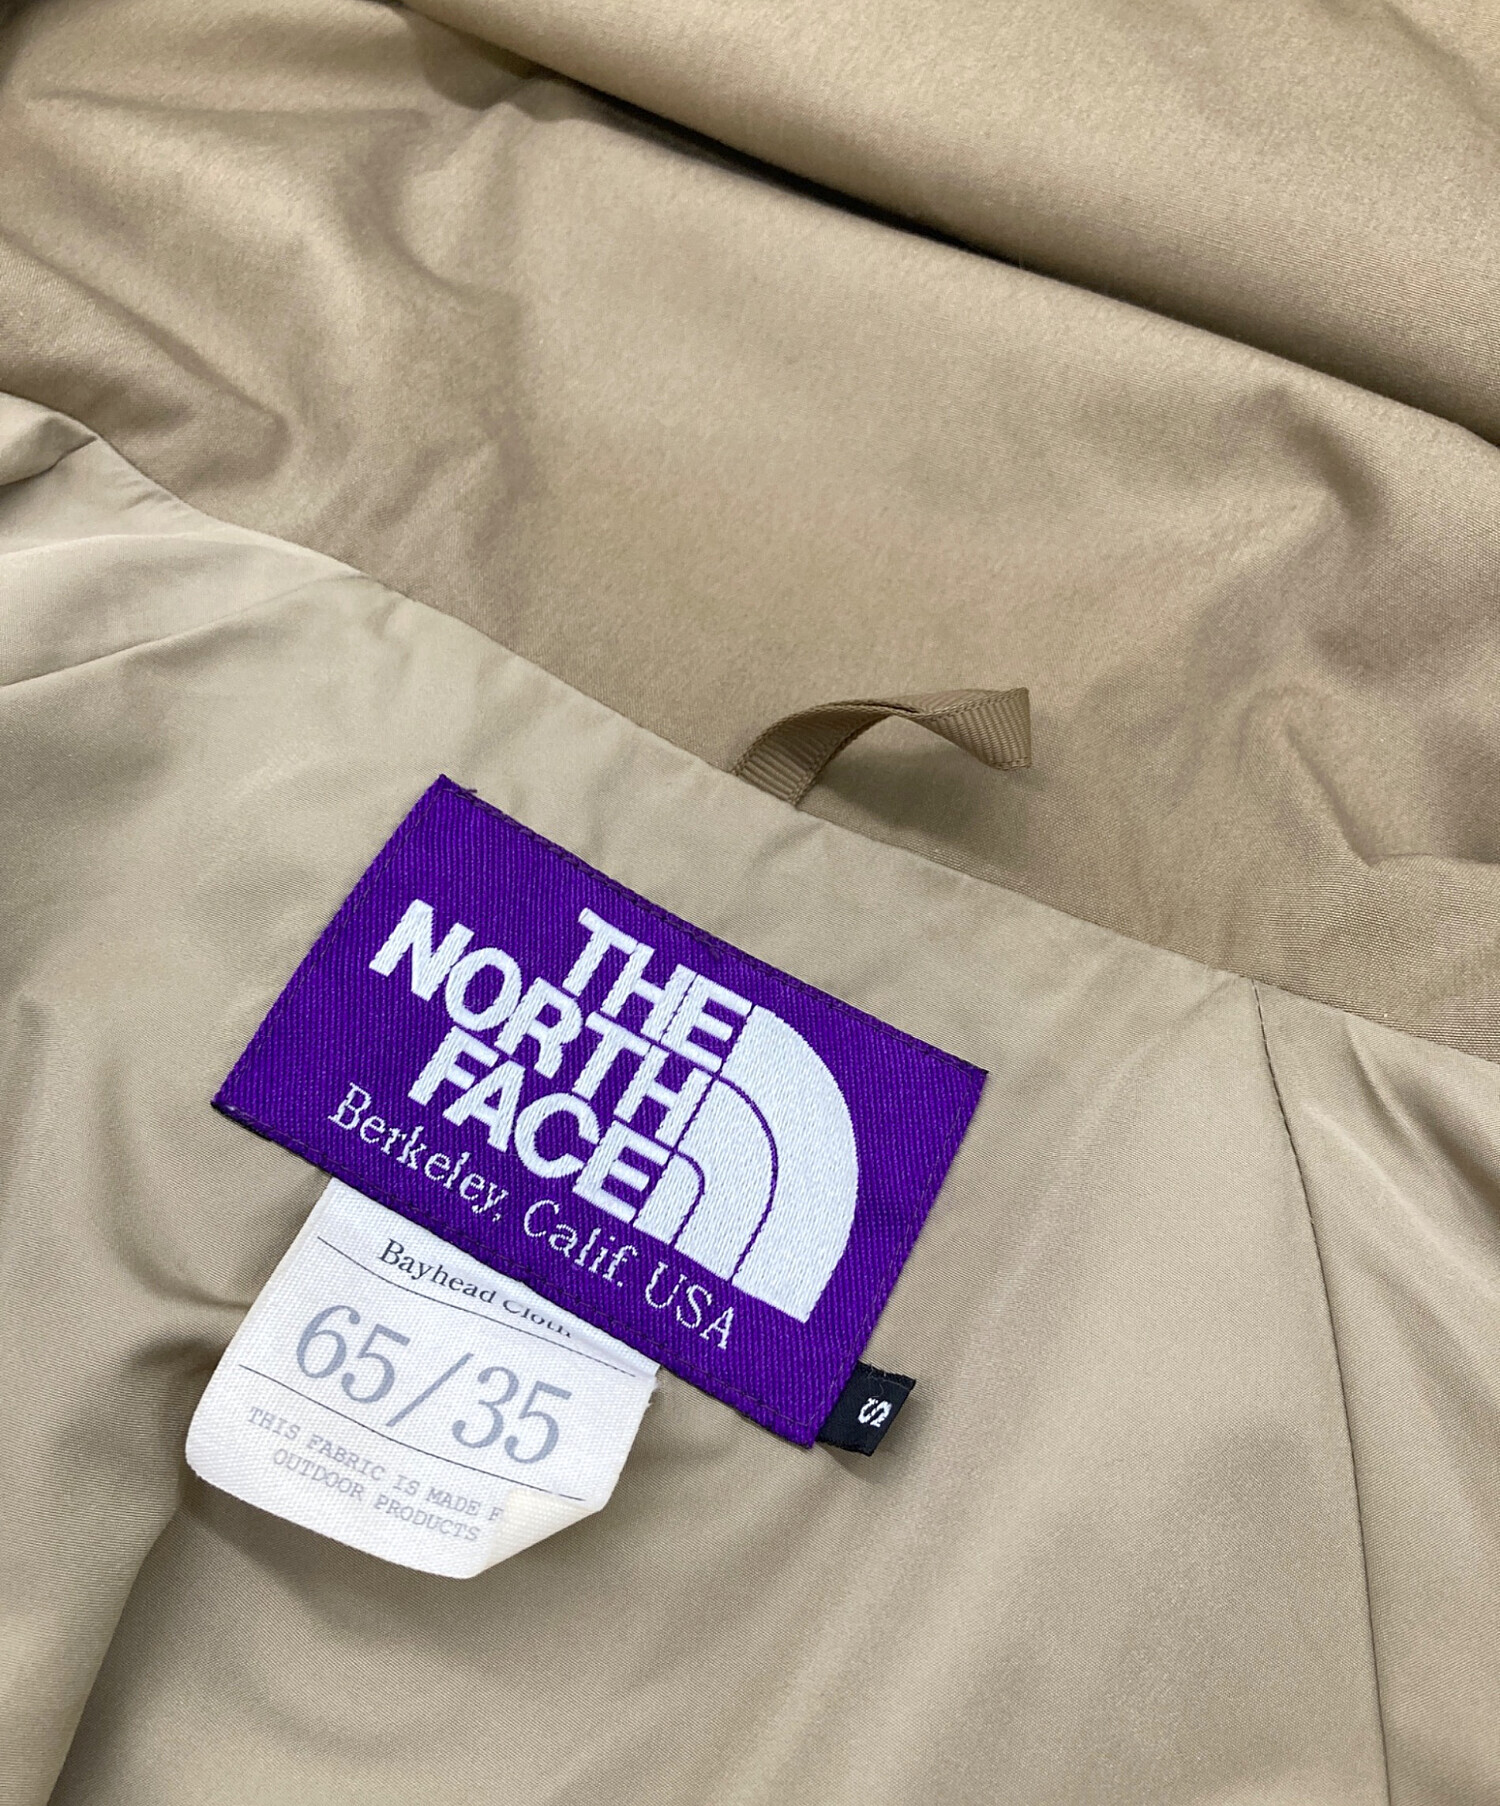 THE
NORTH
FACE
Berkeley, Calif. USA
S
Bayhead Cloth
65/35
THIS FABRIC IS MADE F
OUTDOOR PRODUCTS